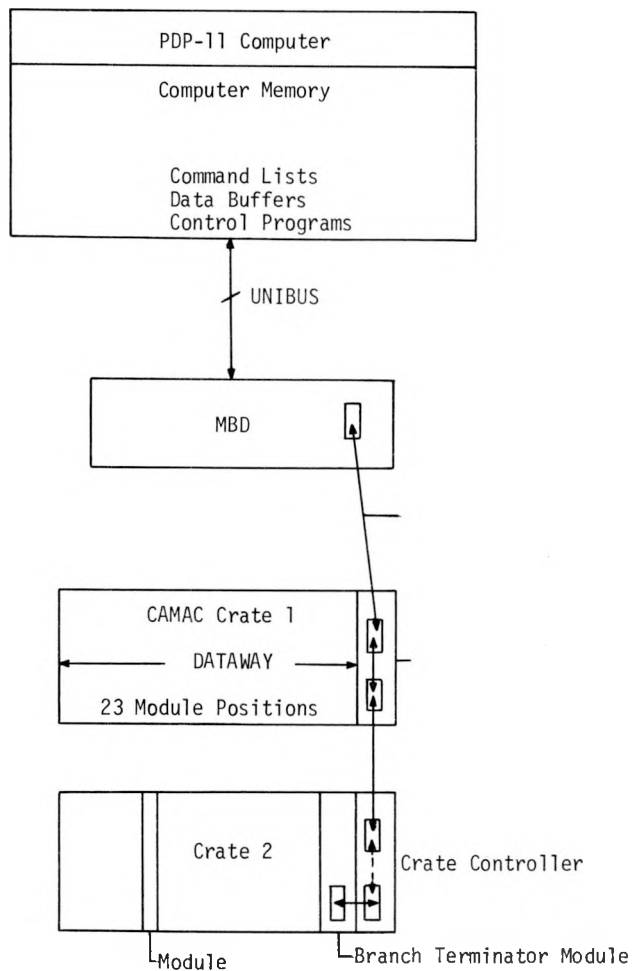 PDP-11 Computer
Computer Memory
Command Lists
Data Buffers
Control Programs
UNIBUS
MBD
CAMAC Crate 1
DATAWAY
23 Module Positions
Crate 2
Crate Controller
Module
Branch Terminator Module